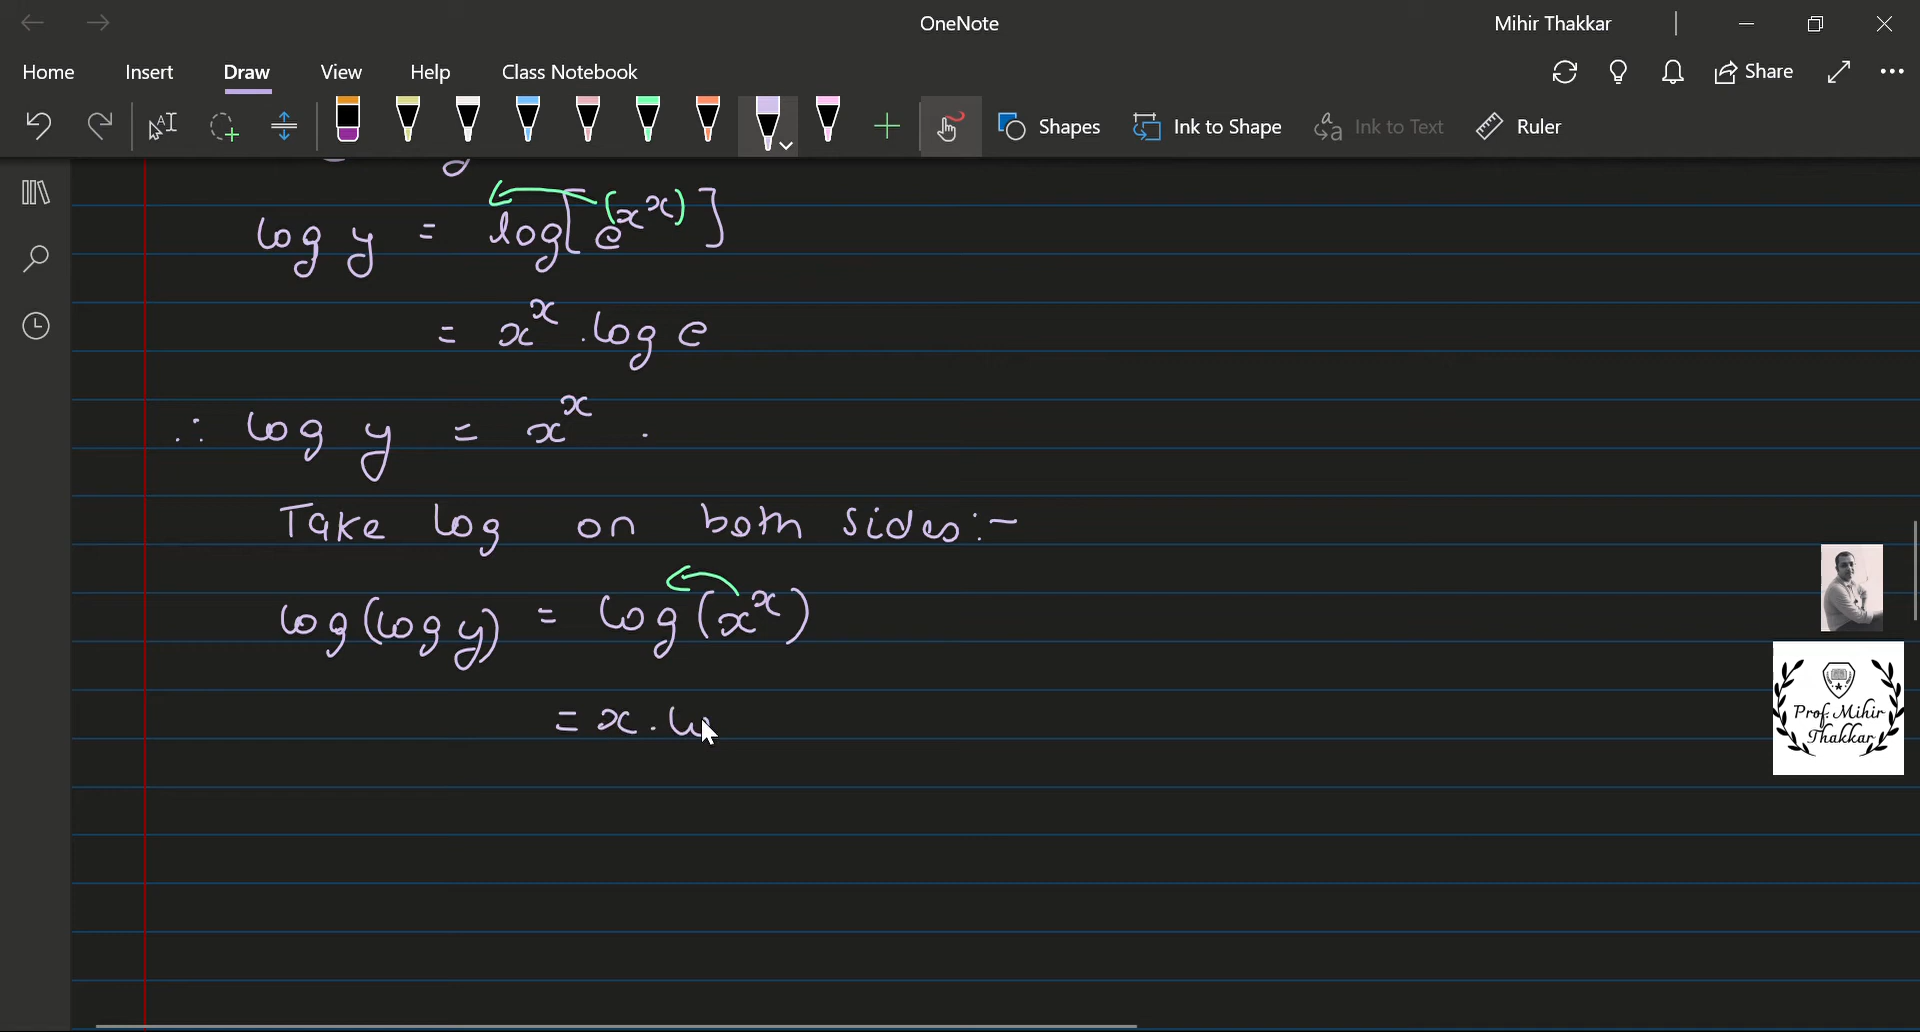 OneNote
Mihir Thakkar
Home Insert Draw View Help Class Notebook
Share
Shapes Ink to Shape Ink to Text Ruler
log y = log[e^(x^x)]
= x^x . log e
∴ log y = x^x .
Take log on both sides:-
log(log y) = log(x^x)
= x . lo
Prof. Mihir
Thakkar